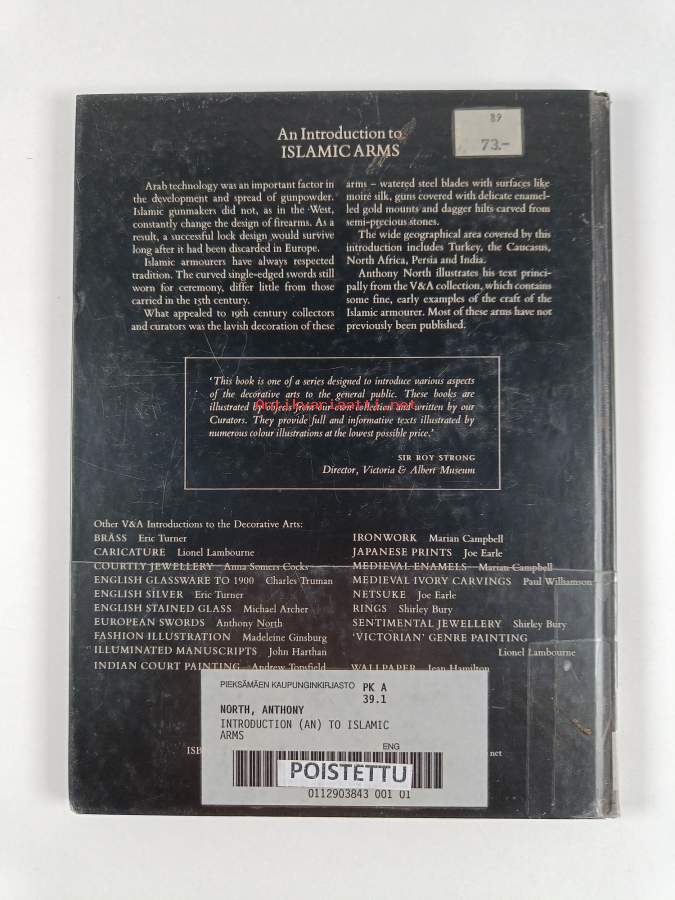 An Introduction to
ISLAMIC ARMS
89
73.-
Arab technology was an important factor in
the development and spread of gunpowder.
Islamic gunmakers did not, as in the West,
constantly change the design of firearms. As a
result, a successful lock design would survive
long after it had been discarded in Europe.
Islamic armourers have always respected
tradition. The curved single-edged swords still
worn for ceremony, differ little from those
carried in the 15th century.
What appealed to 19th century collectors
and curators was the lavish decoration of these
arms – watered steel blades with surfaces like
moiré silk, guns covered with delicate enamel-
led gold mounts and dagger hilts carved from
semi-precious stones.
The wide geographical area covered by this
introduction includes Turkey, the Caucasus,
North Africa, Persia and India.
Anthony North illustrates his text princi-
pally from the V&A collection, which contains
some fine, early examples of the craft of the
Islamic armourer. Most of these arms have not
previously been published.
'This book is one of a series designed to introduce various aspects
of the decorative arts to the general public. These books are
illustrated by objects from our own collection and written by our
Curators. They provide full and informative texts illustrated by
numerous colour illustrations at the lowest possible price.'
Antikvariaatti.net
SIR ROY STRONG
Director, Victoria & Albert Museum
Other V&A Introductions to the Decorative Arts:
BRASS Eric Turner
CARICATURE Lionel Lambourne
COURTLY JEWELLERY Anna Somers Cocks
ENGLISH GLASSWARE TO 1900 Charles Truman
ENGLISH SILVER Eric Turner
ENGLISH STAINED GLASS Michael Archer
EUROPEAN SWORDS Anthony North
FASHION ILLUSTRATION Madeleine Ginsburg
ILLUMINATED MANUSCRIPTS John Harthan
INDIAN COURT PAINTING Andrew Topsfield
IRONWORK Marian Campbell
JAPANESE PRINTS Joe Earle
MEDIEVAL ENAMELS Marian Campbell
MEDIEVAL IVORY CARVINGS Paul Williamson
NETSUKE Joe Earle
RINGS Shirley Bury
SENTIMENTAL JEWELLERY Shirley Bury
'VICTORIAN' GENRE PAINTING
Lionel Lambourne
WALLPAPER Jean Hamilton
PIEKSÄMÄEN KAUPUNGINKIRJASTO PK A
39.1
NORTH, ANTHONY
INTRODUCTION (AN) TO ISLAMIC
ARMS
ENG
ISB
net
POISTETTU
0112903843 001 01